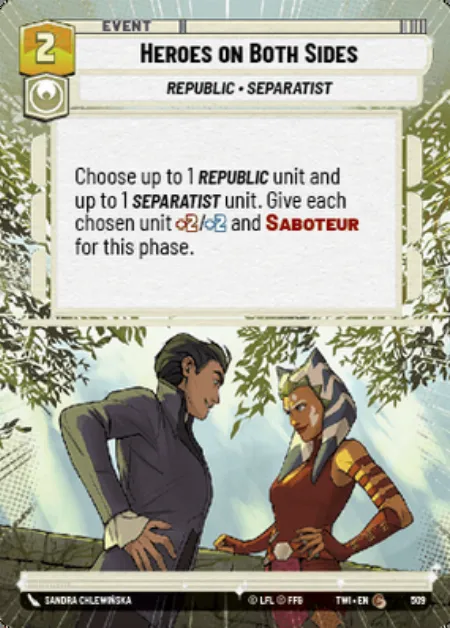 EVENT
2
HEROES ON BOTH SIDES
REPUBLIC • SEPARATIST
Choose up to 1 REPUBLIC unit and
up to 1 SEPARATIST unit. Give each
chosen unit +2/+2 and SABOTEUR
for this phase.
SANDRA CHLEWIŃSKA
© LFL © FFG
TWI • EN
509